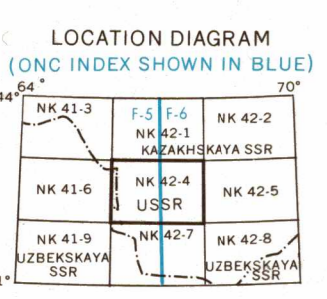 LOCATION DIAGRAM
(ONC INDEX SHOWN IN BLUE)
64° 70°
44°
NK 41-3 F-5 F-6 NK 42-2
NK 42-1
KAZAKHSKAYA SSR
NK 41-6 NK 42-4 NK 42-5
USSR
NK 41-9 NK 42-7 NK 42-8
UZBEKSKAYA SSR UZBEKSKAYA SSR